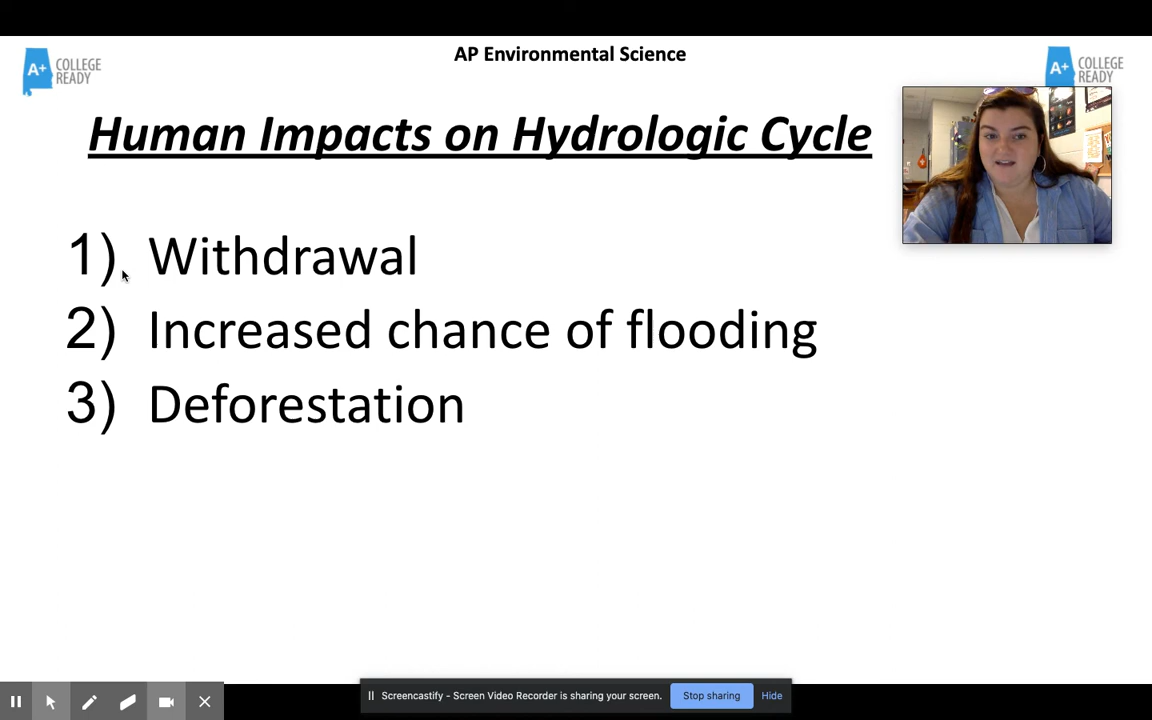 AP Environmental Science
A+ COLLEGE READY
A+ COLLEGE READY
Human Impacts on Hydrologic Cycle
1) Withdrawal
2) Increased chance of flooding
3) Deforestation
Screencastify - Screen Video Recorder is sharing your screen. Stop sharing Hide